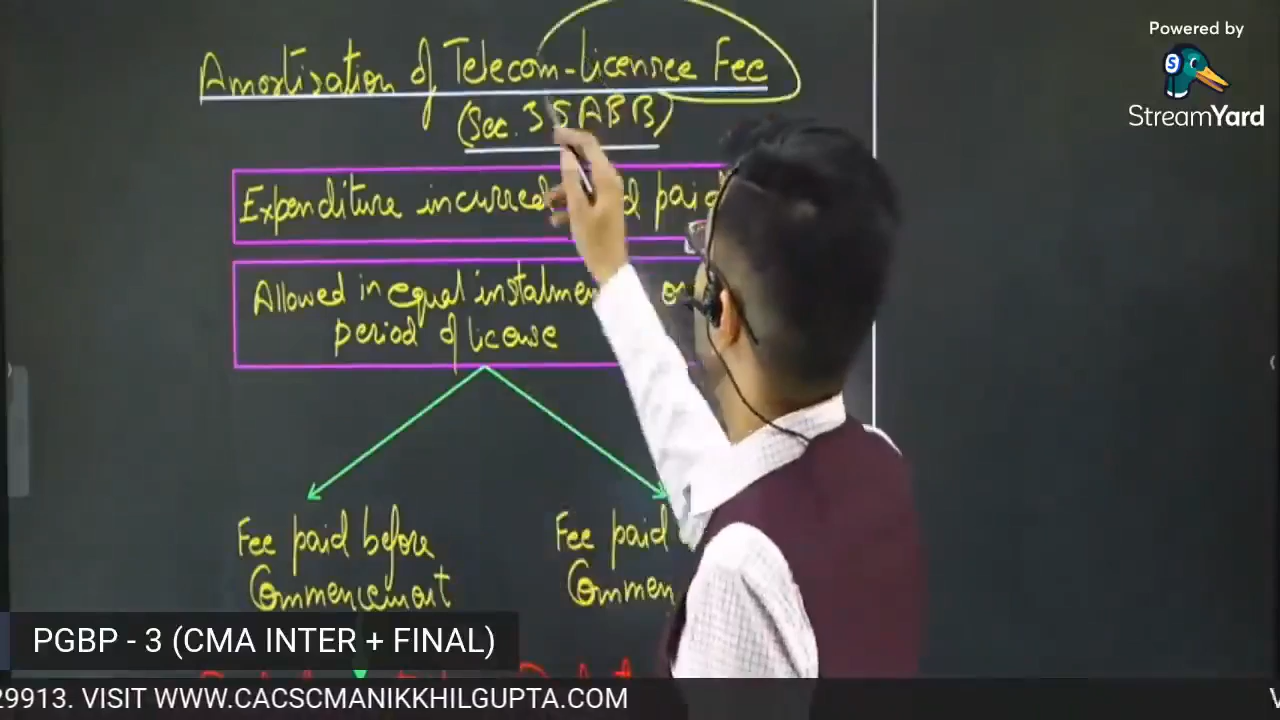 Powered by
StreamYard
Amortisation of Telecom-Licensee Fee
(Sec. 35ABB)
Expenditure incurred paid
Allowed in equal instalmen
period of license
Fee paid before
Commencement
Fee paid
Commen
PGBP - 3 (CMA INTER + FINAL)
29913. VISIT WWW.CACSCMANIKKHILGUPTA.COM